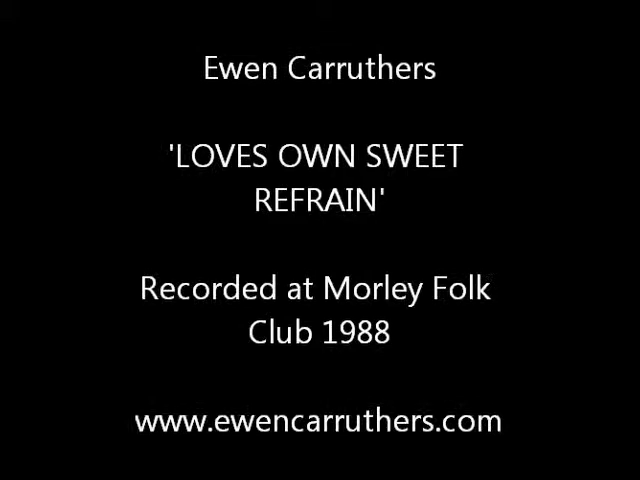 Ewen Carruthers
'LOVES OWN SWEET
REFRAIN'
Recorded at Morley Folk
Club 1988
www.ewencarruthers.com